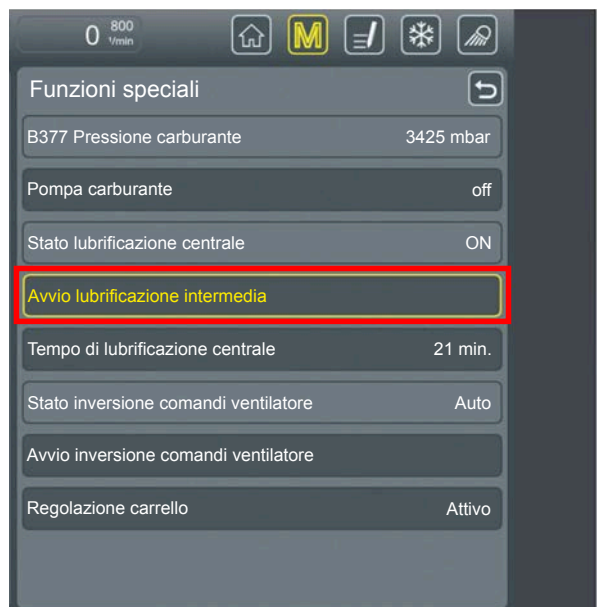 0 800 1/min M
Funzioni speciali
B377 Pressione carburante 3425 mbar
Pompa carburante off
Stato lubrificazione centrale ON
Avvio lubrificazione intermedia
Tempo di lubrificazione centrale 21 min.
Stato inversione comandi ventilatore Auto
Avvio inversione comandi ventilatore
Regolazione carrello Attivo